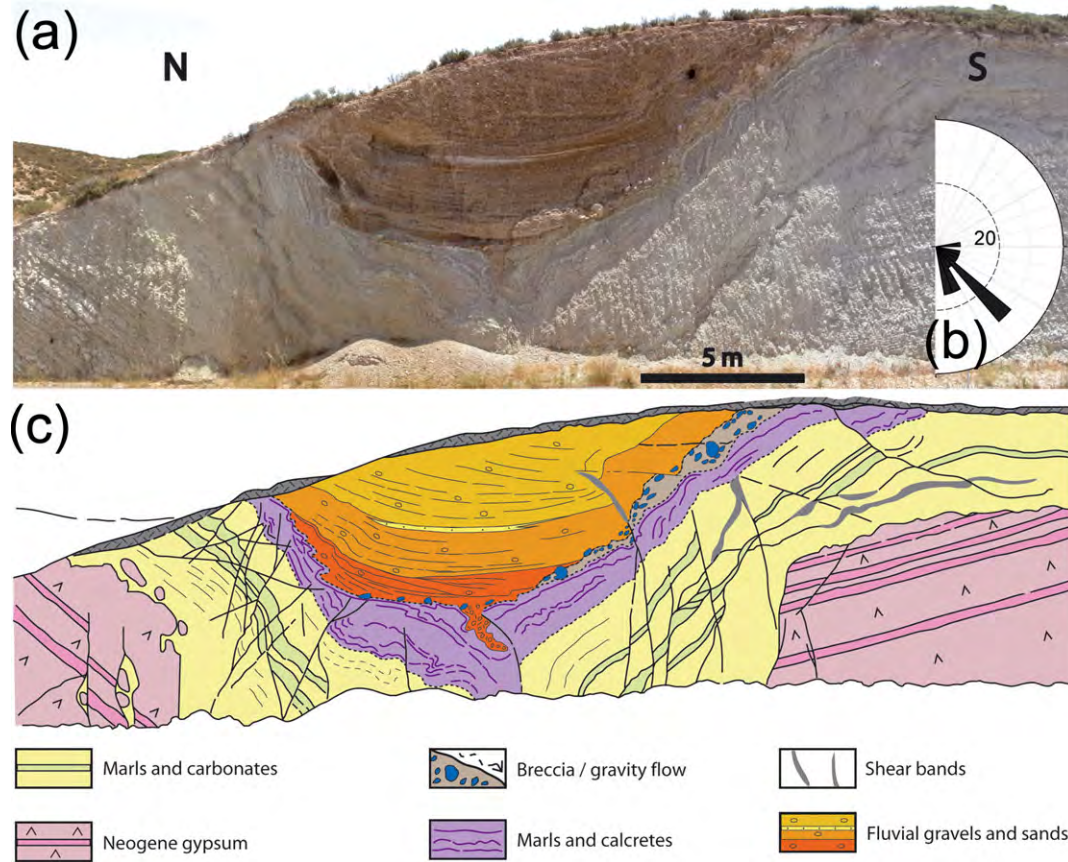 (a)
N
S
20
(b)
5 m
(c)
Marls and carbonates
Breccia / gravity flow
Shear bands
Neogene gypsum
Marls and calcretes
Fluvial gravels and sands